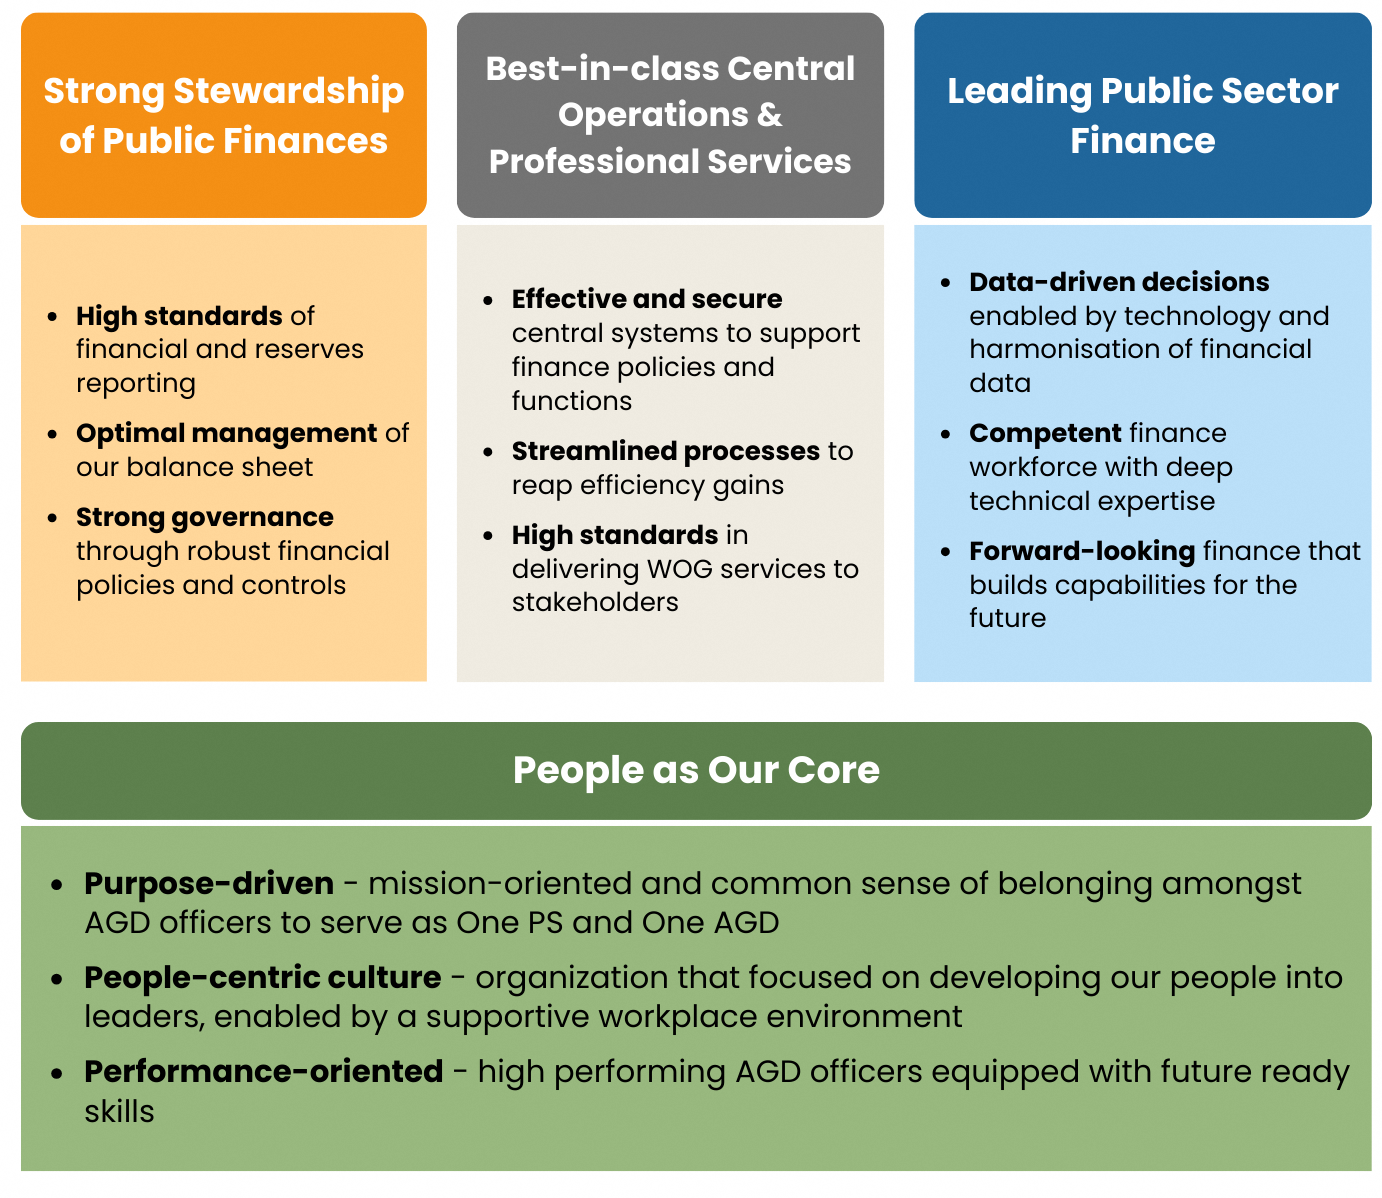 Strong Stewardship
of Public Finances
• High standards of
financial and reserves
reporting
• Optimal management of
our balance sheet
• Strong governance
through robust financial
policies and controls
Best-in-class Central
Operations &
Professional Services
• Effective and secure
central systems to support
finance policies and
functions
• Streamlined processes to
reap efficiency gains
• High standards in
delivering WOG services to
stakeholders
Leading Public Sector
Finance
• Data-driven decisions
enabled by technology and
harmonisation of financial
data
• Competent finance
workforce with deep
technical expertise
• Forward-looking finance that
builds capabilities for the
future
People as Our Core
• Purpose-driven - mission-oriented and common sense of belonging amongst
AGD officers to serve as One PS and One AGD
• People-centric culture - organization that focused on developing our people into
leaders, enabled by a supportive workplace environment
• Performance-oriented - high performing AGD officers equipped with future ready
skills